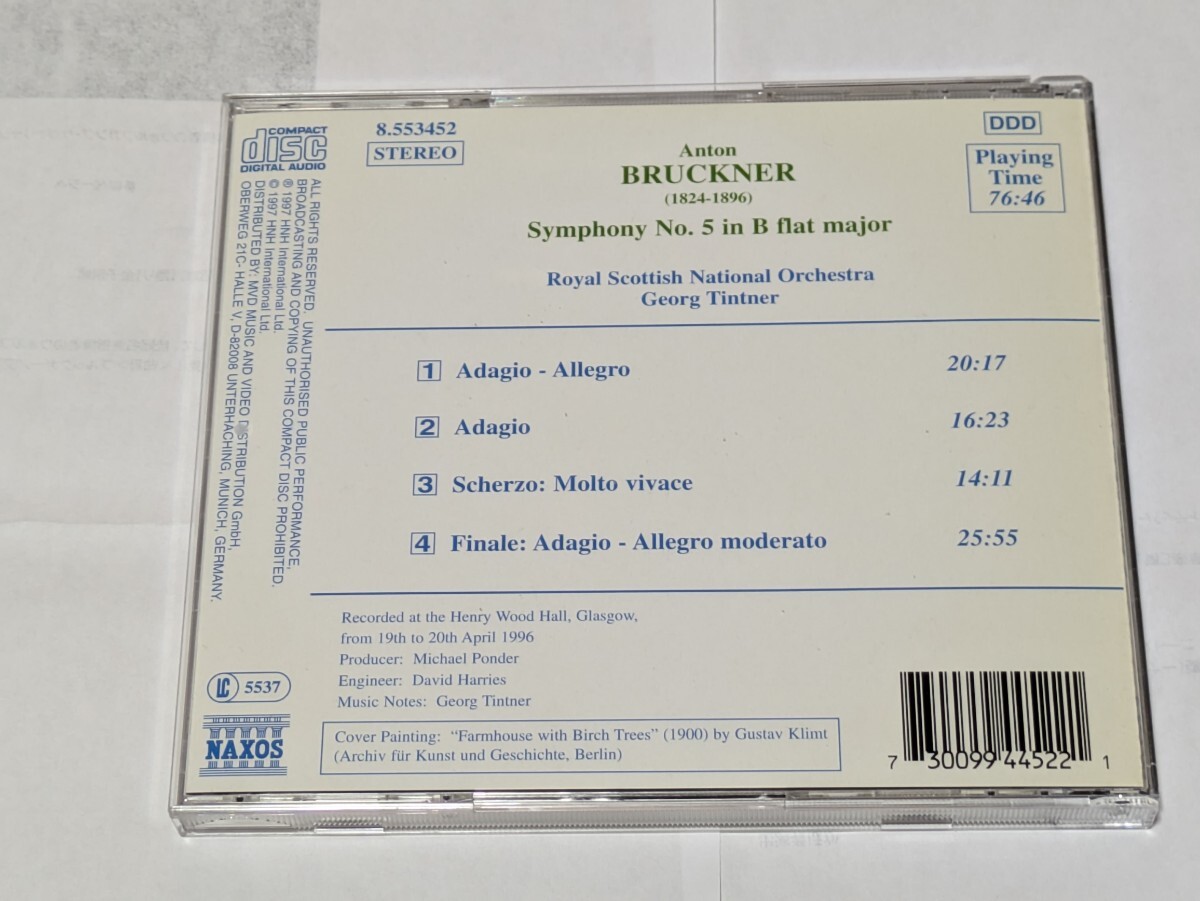 COMPACT
disc
DIGITAL AUDIO
8.553452
STEREO
Anton
BRUCKNER
(1824-1896)
Symphony No. 5 in B flat major
Royal Scottish National Orchestra
Georg Tintner
DDD
Playing
Time
76:46
1 Adagio - Allegro 20:17
2 Adagio 16:23
3 Scherzo: Molto vivace 14:11
4 Finale: Adagio - Allegro moderato 25:55
ALL RIGHTS RESERVED. UNAUTHORISED PUBLIC PERFORMANCE,
BROADCASTING AND COPYING OF THIS COMPACT DISC PROHIBITED.
℗ 1997 HNH International Ltd.
© 1997 HNH International Ltd.
DISTRIBUTED BY: MVD MUSIC AND VIDEO DISTRIBUTION GmbH,
OBERWEG 21C- HALLE V, D-82008 UNTERHACHING, MUNICH, GERMANY.
Recorded at the Henry Wood Hall, Glasgow,
from 19th to 20th April 1996
Producer: Michael Ponder
Engineer: David Harries
Music Notes: Georg Tintner
LC 5537
NAXOS
Cover Painting: “Farmhouse with Birch Trees” (1900) by Gustav Klimt
(Archiv für Kunst und Geschichte, Berlin)
7 30099 44522 1